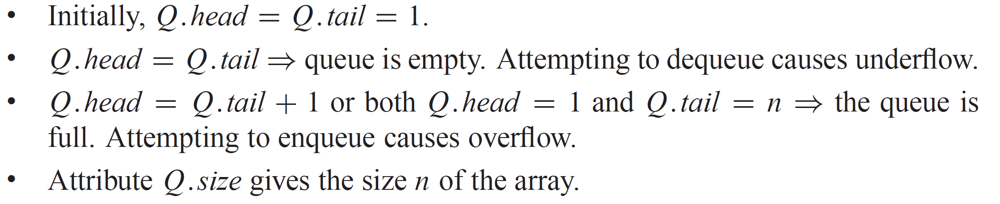 • Initially, Q.head = Q.tail = 1.
• Q.head = Q.tail ⇒ queue is empty. Attempting to dequeue causes underflow.
• Q.head = Q.tail + 1 or both Q.head = 1 and Q.tail = n ⇒ the queue is
full. Attempting to enqueue causes overflow.
• Attribute Q.size gives the size n of the array.